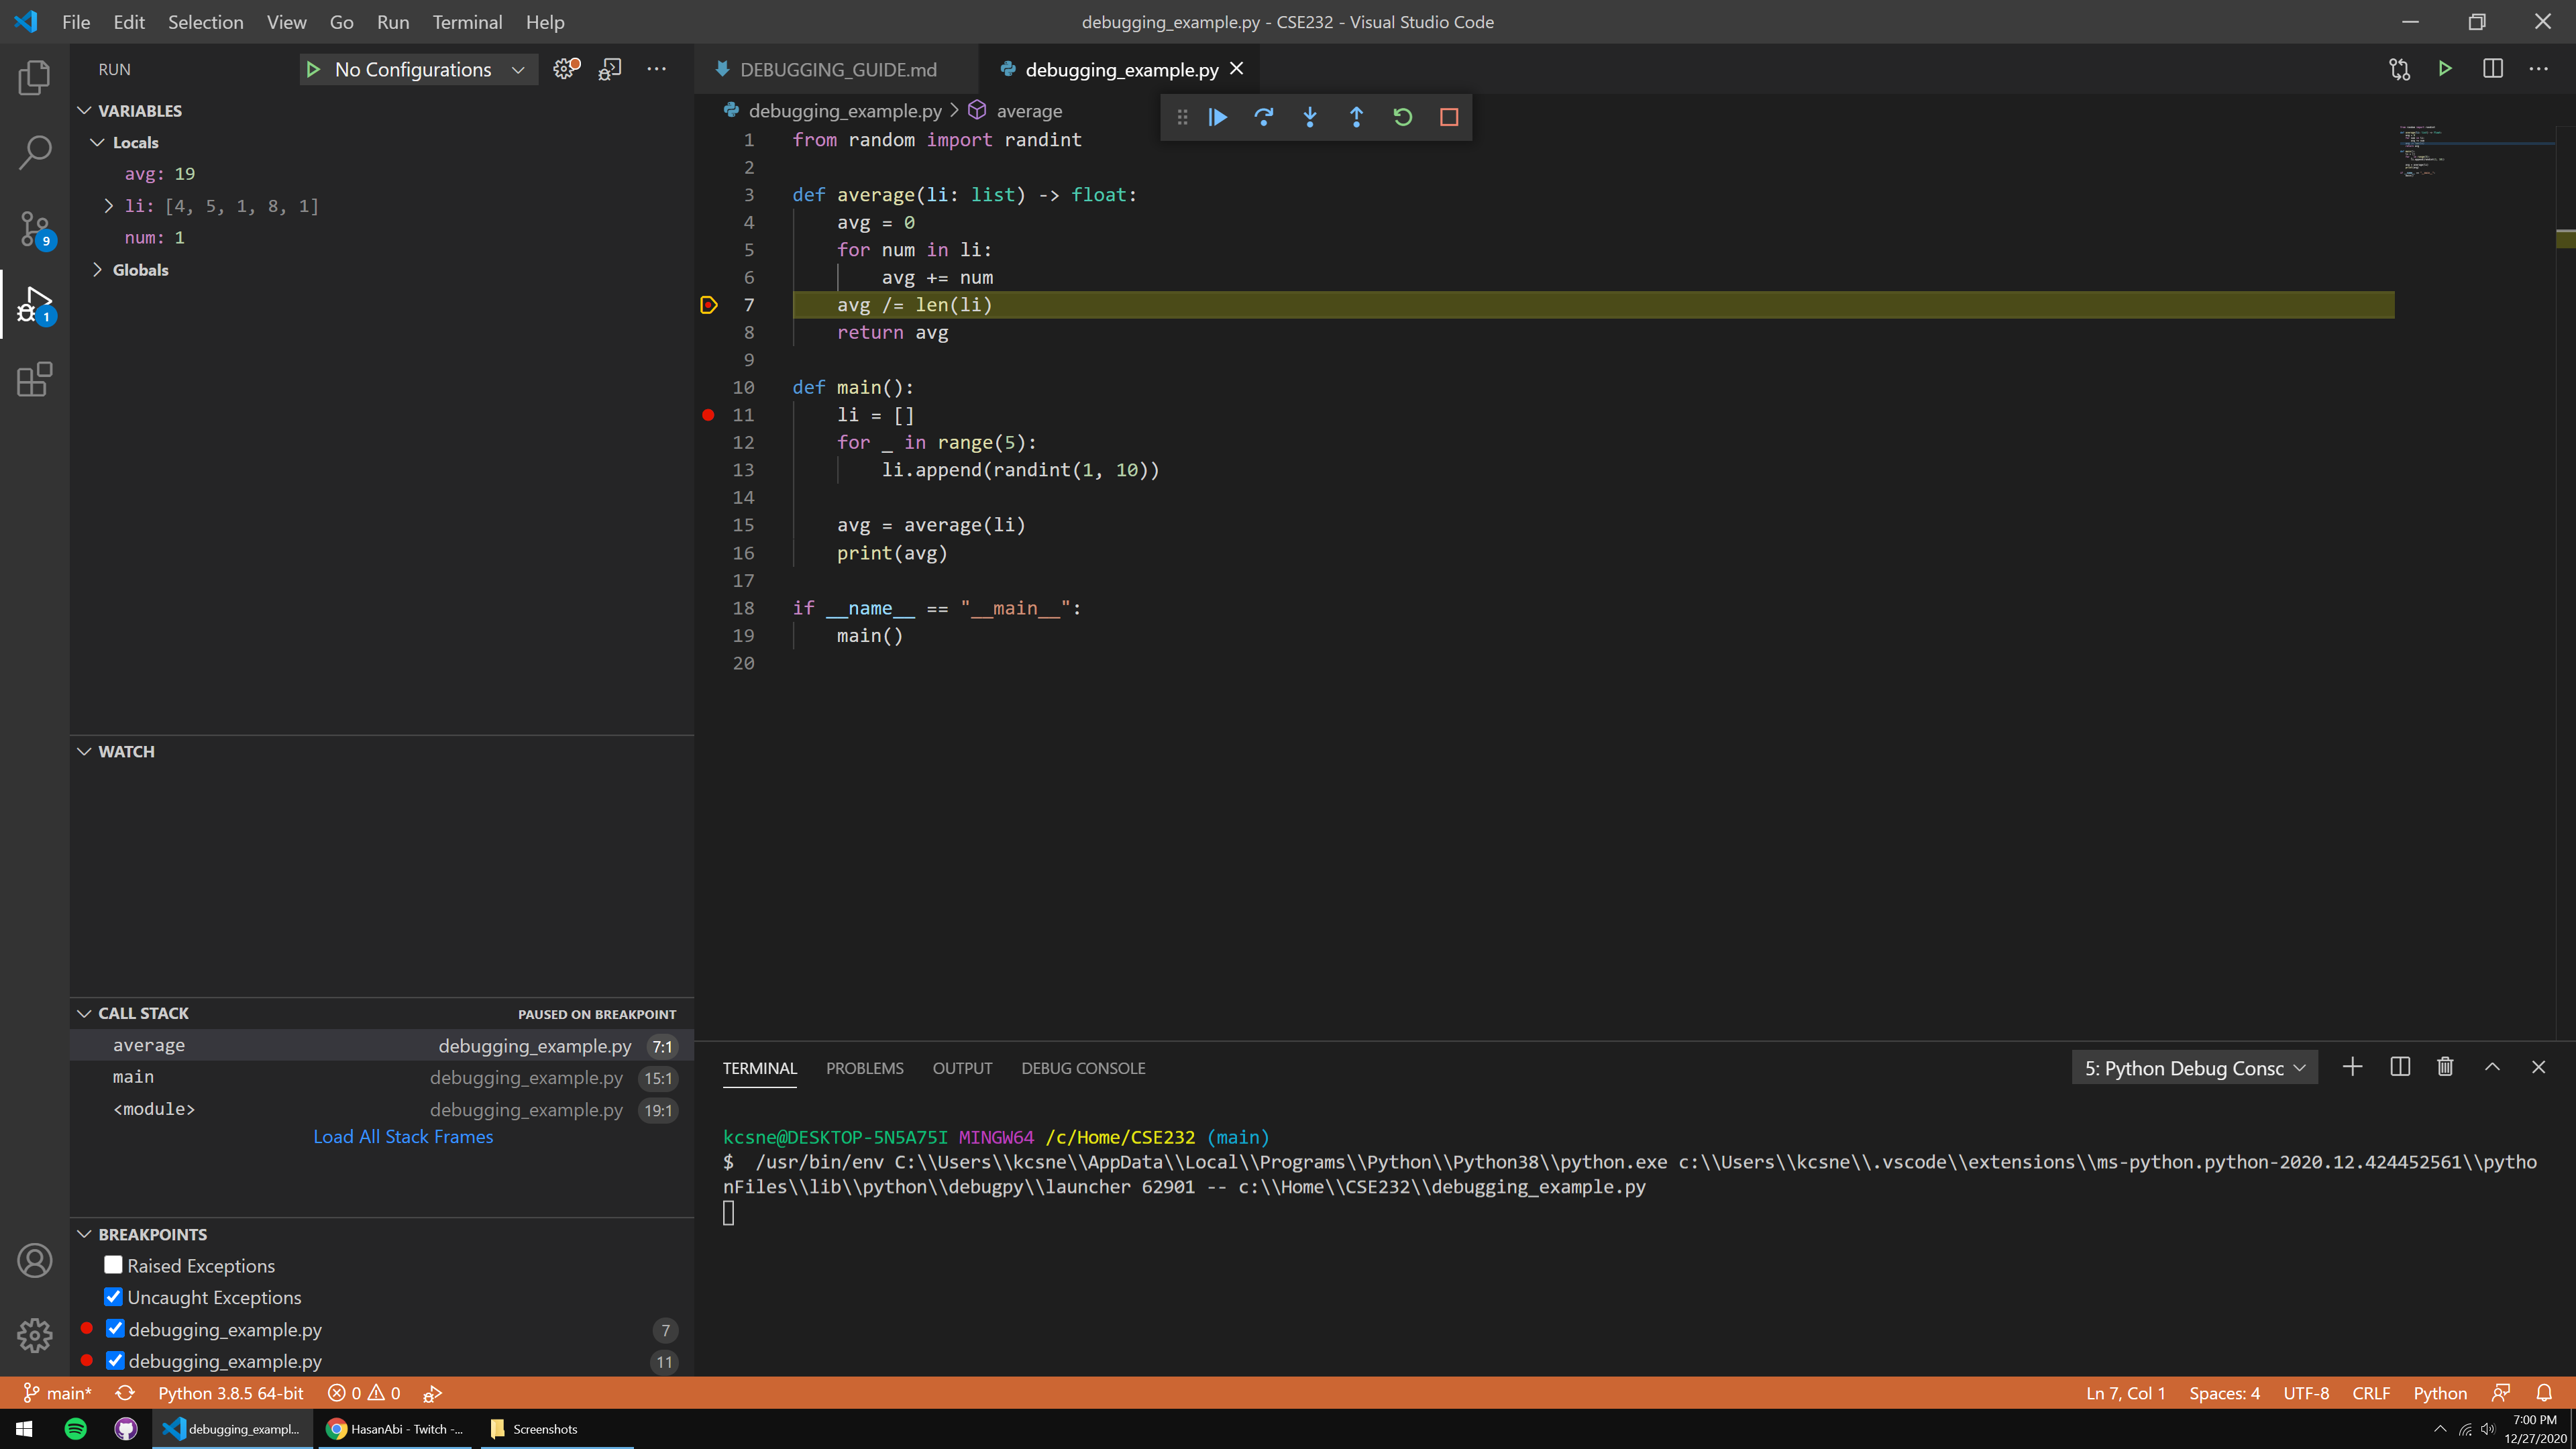 File Edit Selection View Go Run Terminal Help
debugging_example.py - CSE232 - Visual Studio Code
RUN
No Configurations
VARIABLES
Locals
avg: 19
li: [4, 5, 1, 8, 1]
num: 1
Globals
WATCH
CALL STACK
PAUSED ON BREAKPOINT
average debugging_example.py 7:1
main debugging_example.py 15:1
<module> debugging_example.py 19:1
Load All Stack Frames
BREAKPOINTS
Raised Exceptions
Uncaught Exceptions
debugging_example.py 7
debugging_example.py 11
9
1
DEBUGGING_GUIDE.md
debugging_example.py
debugging_example.py > average
1 from random import randint
2
3 def average(li: list) -> float:
4 avg = 0
5 for num in li:
6 avg += num
7 avg /= len(li)
8 return avg
9
10 def main():
11 li = []
12 for _ in range(5):
13 li.append(randint(1, 10))
14
15 avg = average(li)
16 print(avg)
17
18 if __name__ == "__main__":
19 main()
20
TERMINAL PROBLEMS OUTPUT DEBUG CONSOLE
5: Python Debug Consc
kcsne@DESKTOP-5N5A75I MINGW64 /c/Home/CSE232 (main)
$ /usr/bin/env C:\\Users\\kcsne\\AppData\\Local\\Programs\\Python\\Python38\\python.exe c:\\Users\\kcsne\\.vscode\\extensions\\ms-python.python-2020.12.424452561\\pytho
nFiles\\lib\\python\\debugpy\\launcher 62901 -- c:\\Home\\CSE232\\debugging_example.py
main* Python 3.8.5 64-bit 0 0
Ln 7, Col 1 Spaces: 4 UTF-8 CRLF Python
debugging_exampl...
HasanAbi - Twitch -...
Screenshots
7:00 PM
12/27/2020